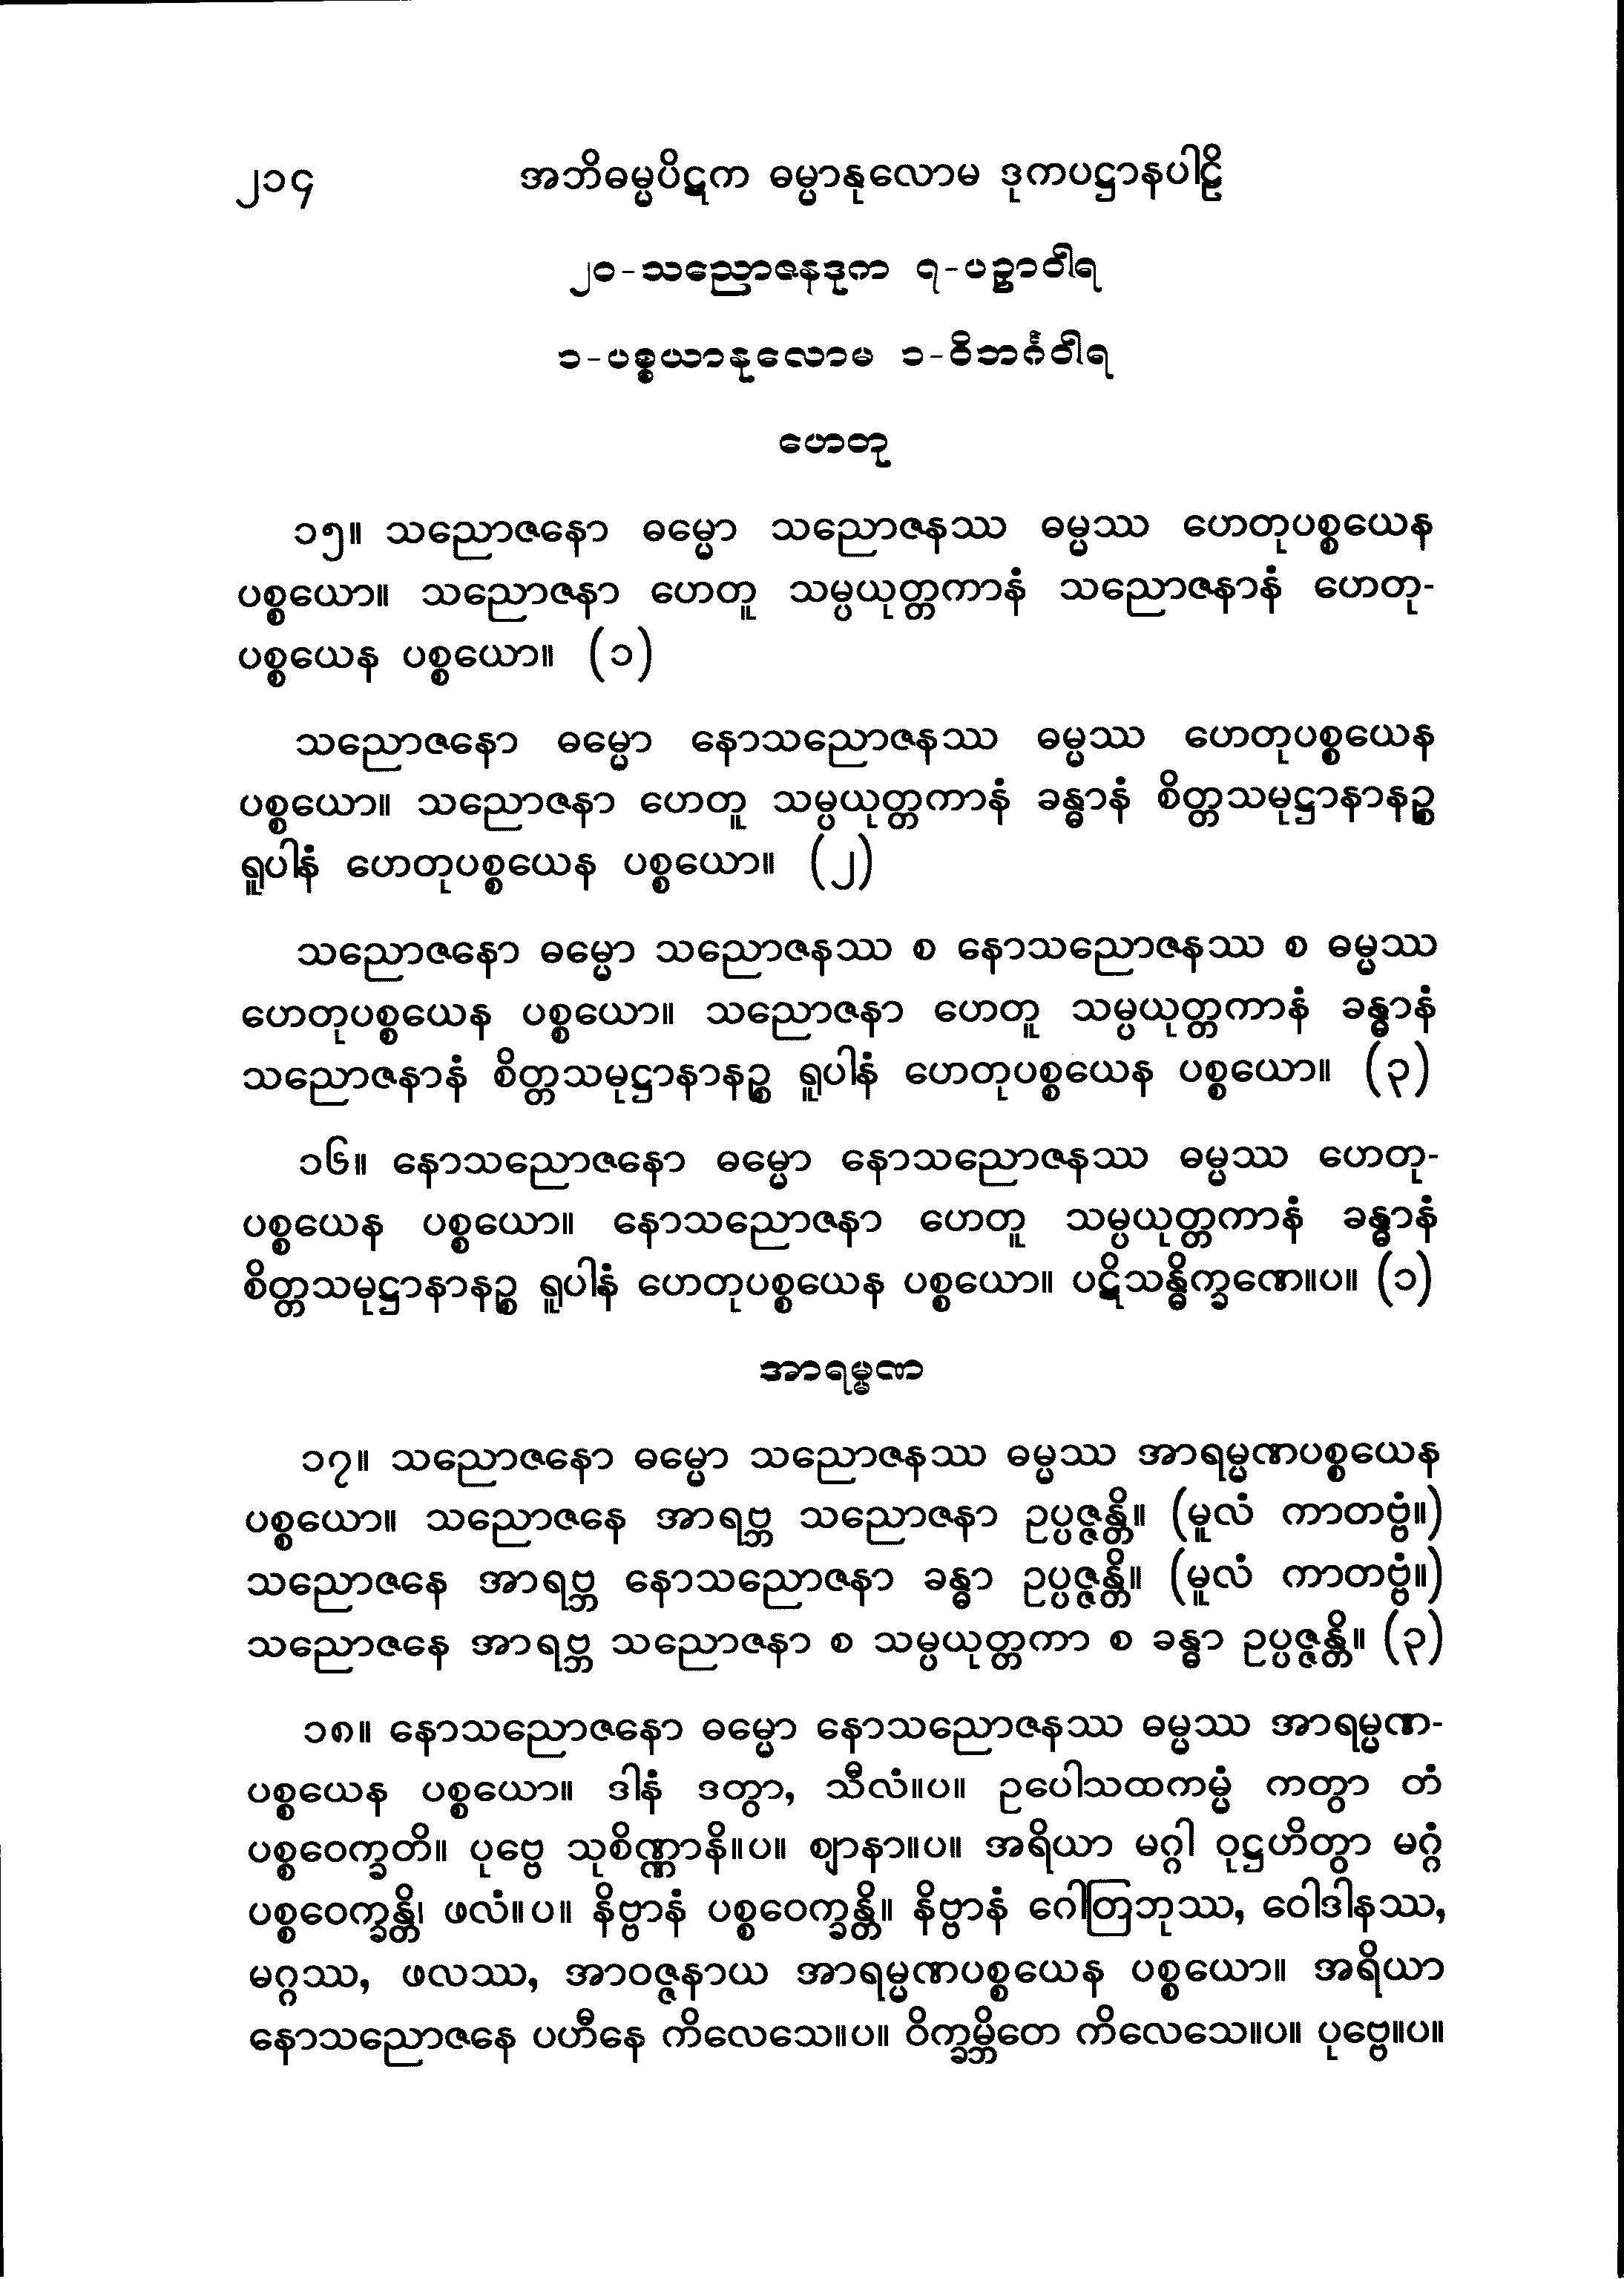 ၂၁၄ အဘိဓမ္မပိဋက ဓမ္မာနုလောမ ဒုကပဋ္ဌာနပါဠိ
၂၀-သညောဇနဒုက ၇-ပဉှာဝါရ
၁-ပစ္စယာနုလောမ ၁-ဝိဘင်္ဂဝါရ
ဟေတု
၁၅။ သညောဇနော ဓမ္မော သညောဇနဿ ဓမ္မဿ ဟေတုပစ္စယေန
ပစ္စယော။ သညောဇနာ ဟေတူ သမ္ပယုတ္တကာနံ သညောဇနာနံ ဟေတု-
ပစ္စယေန ပစ္စယော။ (၁)
သညောဇနော ဓမ္မော နောသညောဇနဿ ဓမ္မဿ ဟေတုပစ္စယေန
ပစ္စယော။ သညောဇနာ ဟေတူ သမ္ပယုတ္တကာနံ ခန္ဓာနံ စိတ္တသမုဋ္ဌာနာနဉ္စ
ရူပါနံ ဟေတုပစ္စယေန ပစ္စယော။ (၂)
သညောဇနော ဓမ္မော သညောဇနဿ စ နောသညောဇနဿ စ ဓမ္မဿ
ဟေတုပစ္စယေန ပစ္စယော။ သညောဇနာ ဟေတူ သမ္ပယုတ္တကာနံ ခန္ဓာနံ
သညောဇနာနံ စိတ္တသမုဋ္ဌာနာနဉ္စ ရူပါနံ ဟေတုပစ္စယေန ပစ္စယော။ (၃)
၁၆။ နောသညောဇနော ဓမ္မော နောသညောဇနဿ ဓမ္မဿ ဟေတု-
ပစ္စယေန ပစ္စယော။ နောသညောဇနာ ဟေတူ သမ္ပယုတ္တကာနံ ခန္ဓာနံ
စိတ္တသမုဋ္ဌာနာနဉ္စ ရူပါနံ ဟေတုပစ္စယေန ပစ္စယော။ ပဋိသန္ဓိက္ခဏေ။ပ။ (၁)
အာရမ္မဏ
၁၇။ သညောဇနော ဓမ္မော သညောဇနဿ ဓမ္မဿ အာရမ္မဏပစ္စယေန
ပစ္စယော။ သညောဇနေ အာရဗ္ဘ သညောဇနာ ဥပ္ပဇ္ဇန္တိ။ (မူလံ ကာတဗ္ဗံ။)
သညောဇနေ အာရဗ္ဘ နောသညောဇနာ ခန္ဓာ ဥပ္ပဇ္ဇန္တိ။ (မူလံ ကာတဗ္ဗံ။)
သညောဇနေ အာရဗ္ဘ သညောဇနာ စ သမ္ပယုတ္တကာ စ ခန္ဓာ ဥပ္ပဇ္ဇန္တိ။ (၃)
၁၈။ နောသညောဇနော ဓမ္မော နောသညောဇနဿ ဓမ္မဿ အာရမ္မဏ-
ပစ္စယေန ပစ္စယော။ ဒါနံ ဒတွာ, သီလံ။ပ။ ဥပေါသထကမ္မံ ကတွာ တံ
ပစ္စဝေက္ခတိ။ ပုဗ္ဗေ သုစိဏ္ဏာနိ။ပ။ ဈာနာ။ပ။ အရိယာ မဂ္ဂါ ဝုဋ္ဌဟိတွာ မဂ္ဂံ
ပစ္စဝေက္ခန္တိ၊ ဖလံ။ပ။ နိဗ္ဗာနံ ပစ္စဝေက္ခန္တိ။ နိဗ္ဗာနံ ဂေါတြဘုဿ, ဝေါဒါနဿ,
မဂ္ဂဿ, ဖလဿ, အာဝဇ္ဇနာယ အာရမ္မဏပစ္စယေန ပစ္စယော။ အရိယာ
နောသညောဇနေ ပဟီနေ ကိလေသေ။ပ။ ဝိက္ခမ္ဘိတေ ကိလေသေ။ပ။ ပုဗ္ဗေ။ပ။